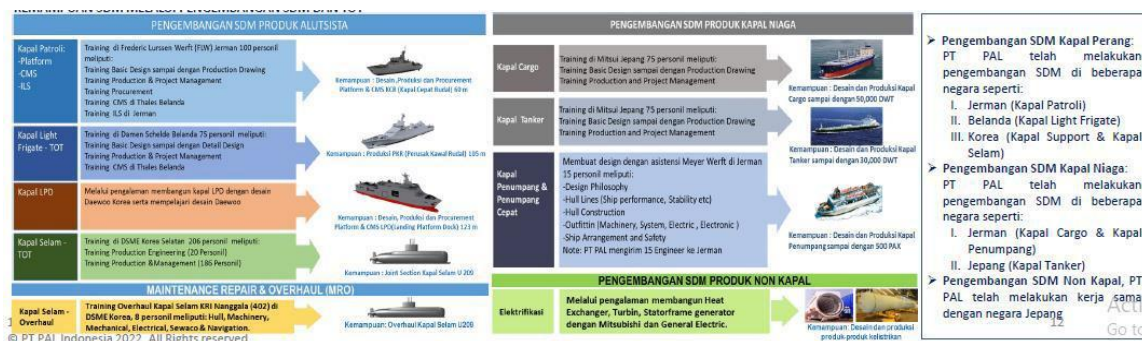 KEMAMPUAN SDM MELALUI PENGEMBANGAN SDM DAN TOT
PENGEMBANGAN SDM PRODUK ALUTSISTA
Kapal Patroli:
-Platform
-CMS
-ILS
Training di Frederic Lurssen Werft (FLW) Jerman 100 personil
meliputi:
Training Basic Design sampai dengan Production Drawing
Training Production & Project Management
Training Procurement
Training CMS di Thales Belanda
Training ILS di Jerman
Kemampuan : Desain, Produksi dan Procurement
Platform & CMS KCR (Kapal Cepat Rudal) 60 m
Kapal Light
Frigate - TOT
Training di Damen Schelde Belanda 75 personil meliputi:
Training Basic Design sampai dengan Detail Design
Training Production & Project Management
Training CMS di Thales Belanda
Kemampuan : Produksi PKR (Perusak Kawal Rudal) 105 m
Kapal LPD
Melalui pengalaman membangun kapal LPD dengan desain
Daewoo Korea serta mempelajari desain Daewoo
Kemampuan : Desain, Produksi dan Procurement
Platform & CMS LPD(Landing Platform Dock) 123 m
Kapal Selam -
TOT
Training di DSME Korea Selatan 206 personil meliputi:
Training Production Engineering (20 Personil)
Training Production &Management (186 Personil)
Kemampuan : Joint Section Kapal Selam U 209
MAINTENANCE REPAIR & OVERHAUL (MRO)
Kapal Selam -
Overhaul
Training Overhaul Kapal Selam KRI Nanggala (402) di
DSME Korea, 8 personil meliputi: Hull, Machinery,
Mechanical, Electrical, Sewaco & Navigation.
Kemampuan : Overhaul Kapal Selam U209
© PT PAL Indonesia 2022. All Rights reserved
PENGEMBANGAN SDM PRODUK KAPAL NIAGA
Kapal Cargo
Training di Mitsui Jepang 75 personil meliputi:
Training Basic Design sampai dengan Production Drawing
Training Production and Project Management
Kemampuan : Desain dan Produksi Kapal
Cargo sampai dengan 50,000 DWT
Kapal Tanker
Training di Mitsui Jepang 75 personil meliputi:
Training Basic Design sampai dengan Production Drawing
Training Production and Project Management
Kemampuan : Desain dan Produksi Kapal
Tanker sampai dengan 30,000 DWT
Kapal
Penumpang &
Penumpang
Cepat
Membuat design dengan asistensi Meyer Werft di Jerman
15 personil meliputi:
-Design Philosophy
-Hull Lines (Ship performance, Stability etc)
-Hull Construction
-Outfittin (Machinery, System, Electric , Electronic )
-Ship Arrangement and Safety
Note: PT PAL mengirim 15 Engineer ke Jerman
Kemampuan : Desain dan Produksi Kapal
Penumpang sampai dengan 500 PAX
PENGEMBANGAN SDM PRODUK NON KAPAL
Elektrifikasi
Melalui pengalaman membangun Heat
Exchanger, Turbin, Statorframe generator
dengan Mitsubishi dan General Electric.
Kemampuan : Desain dan produksi
produk-produk kelistrikan
➤ Pengembangan SDM Kapal Perang:
PT PAL telah melakukan
pengembangan SDM di beberapa
negara seperti:
I. Jerman (Kapal Patroli)
II. Belanda (Kapal Light Frigate)
III. Korea (Kapal Support & Kapal
Selam)
➤ Pengembangan SDM Kapal Niaga:
PT PAL telah melakukan
pengembangan SDM di beberapa
negara seperti:
I. Jerman (Kapal Cargo & Kapal
Penumpang)
II. Jepang (Kapal Tanker)
➤ Pengembangan SDM Non Kapal, PT
PAL telah melakukan kerja sama
dengan negara Jepang
12
Go to